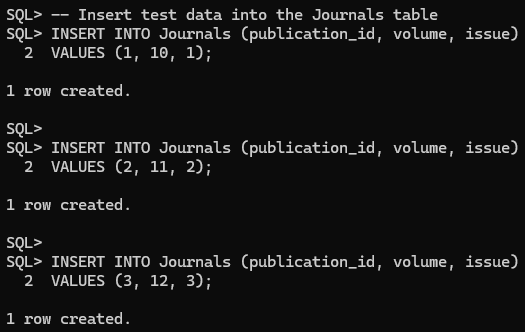 SQL> -- Insert test data into the Journals table
SQL> INSERT INTO Journals (publication_id, volume, issue)
  2  VALUES (1, 10, 1);
1 row created.
SQL>
SQL> INSERT INTO Journals (publication_id, volume, issue)
  2  VALUES (2, 11, 2);
1 row created.
SQL>
SQL> INSERT INTO Journals (publication_id, volume, issue)
  2  VALUES (3, 12, 3);
1 row created.